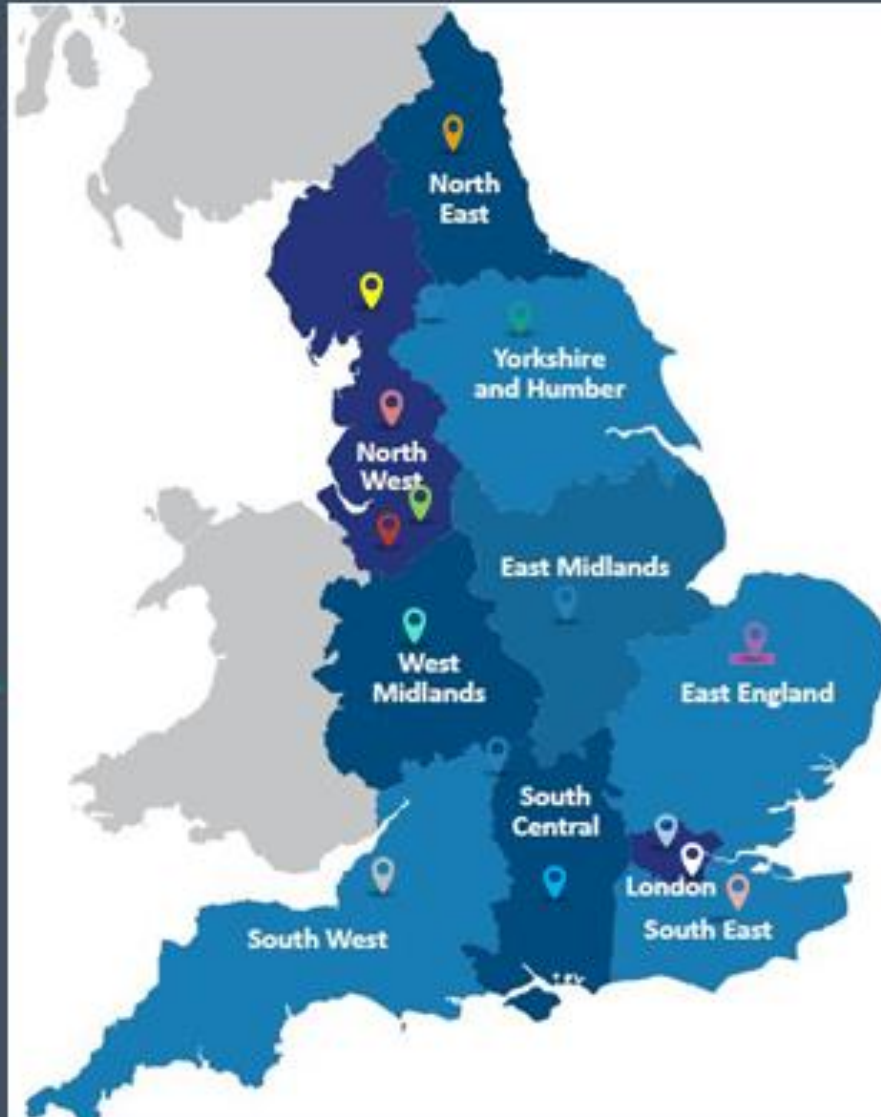 North
East
Yorkshire
and Humber
North
West
East Midlands
West
Midlands
East England
South
Central
London
South East
South West